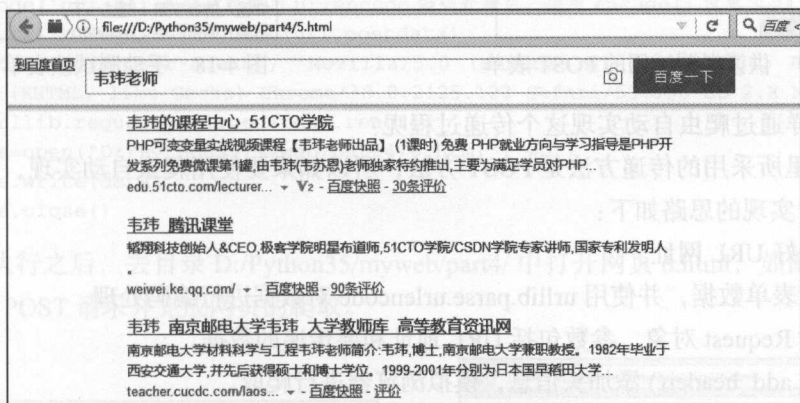 file:///D:/Python35/myweb/part4/5.html
百度 <
到百度首页
韦玮老师
百度一下
韦玮的课程中心_51CTO学院
PHP可变变量实战视频课程【韦玮老师出品】(1课时) 免费 PHP就业方向与学习指导是PHP开
发系列免费微课第1罐,由韦玮(重庆恩)老师独家特约推出,主要为满足学员对PHP…
edu.51cto.com/lecturer... - V2 - 百度快照 - 30条评价
韦玮_腾讯课堂
韬翔科技创始人&CEO,极客学院明星布道师,51CTO学院/CSDN学院专家讲师,国家专利发明人
.
weiwei.ke.qq.com/ - 百度快照 - 90条评价
韦玮_南京邮电大学韦玮_大学教师库_高等教育资讯网
南京邮电大学材料科学与工程韦玮老师简介:韦玮,博士,南京邮电大学兼职教授。1982年毕业于
西安交通大学,并先后获得硕士和博士学位。1999-2001年分别为日本国早稻田大学...
teacher.cucdc.com/laos... - 百度快照 - 评价